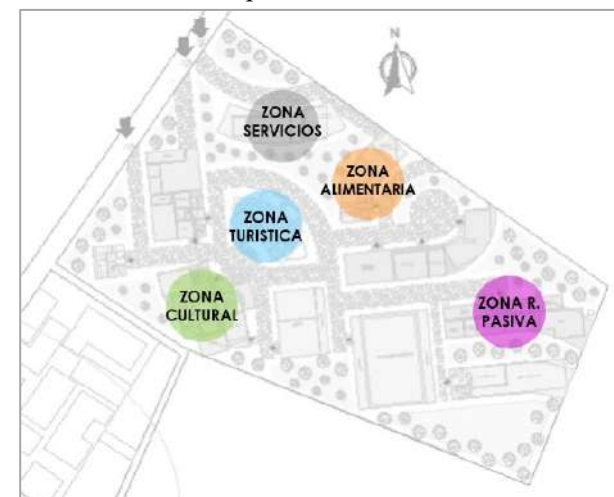 N
ZONA
SERVICIOS
ZONA
ALIMENTARIA
ZONA
TURISTICA
ZONA
CULTURAL
ZONA R.
PASIVA